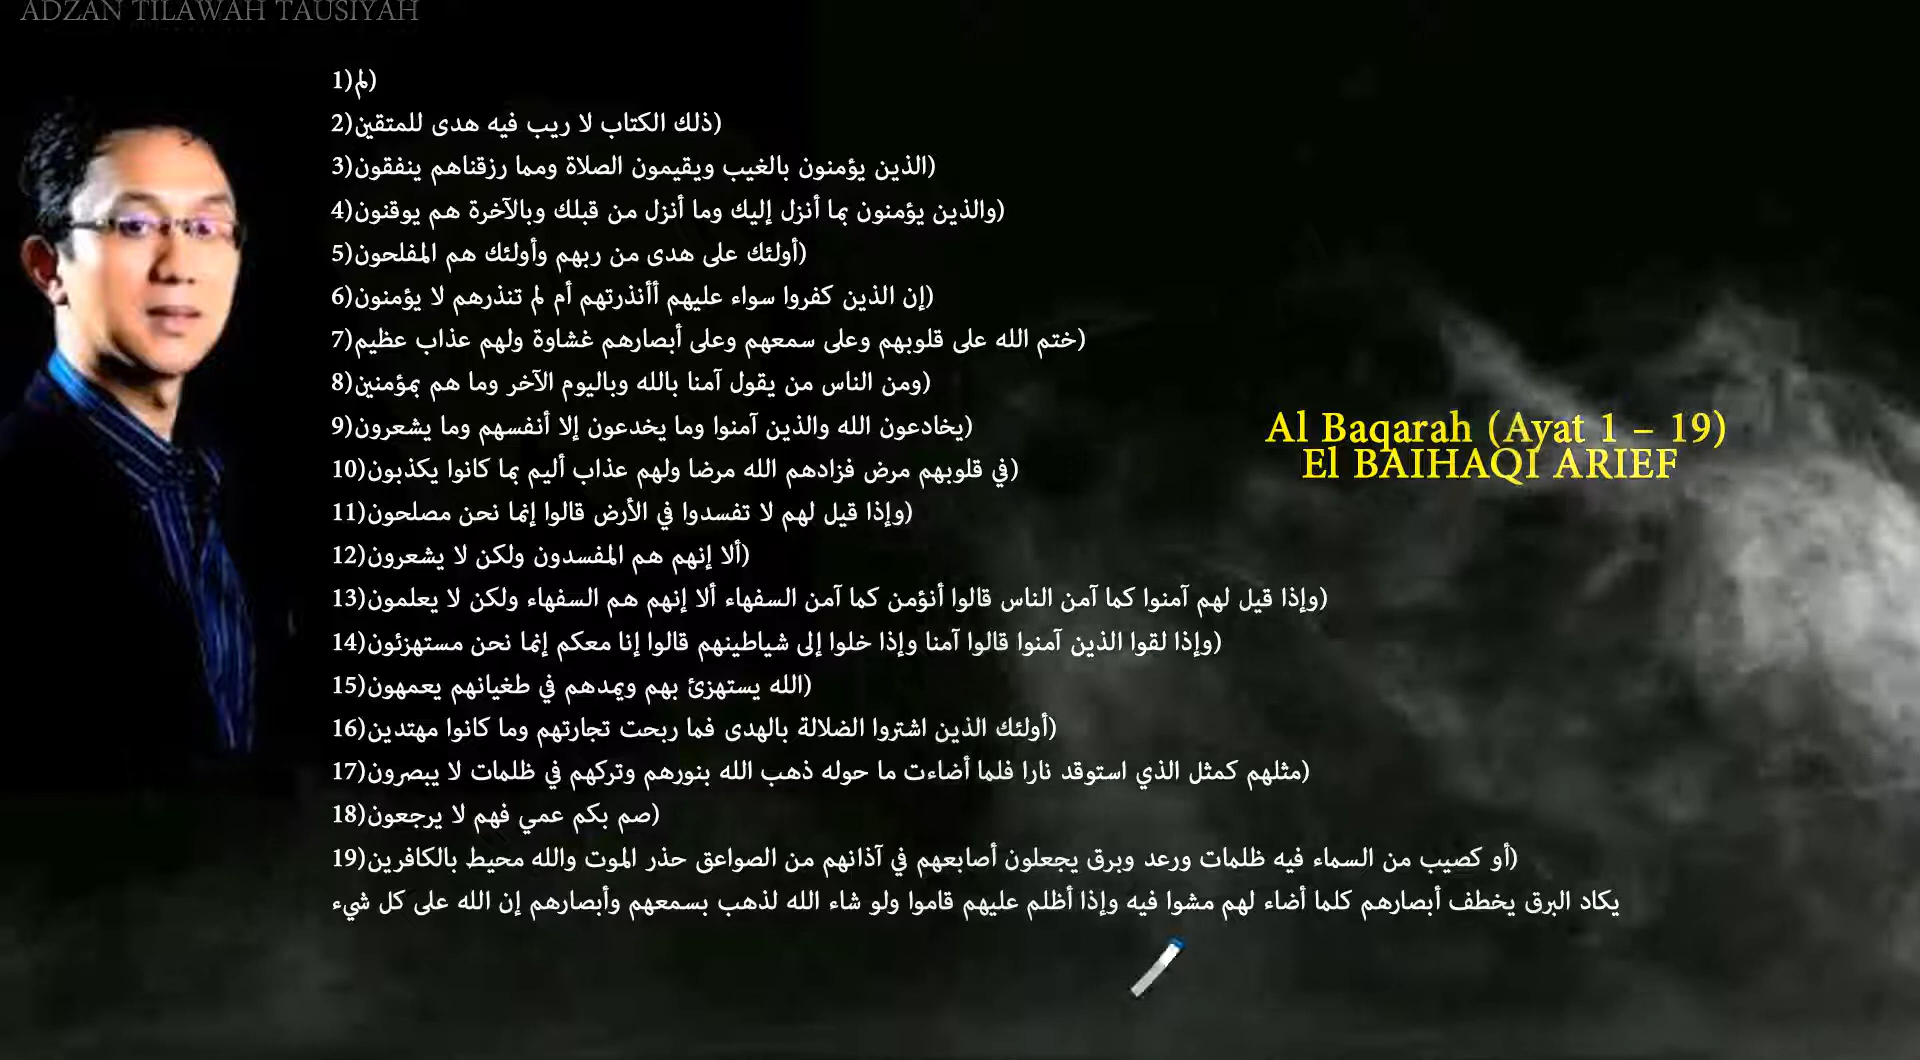 ADZAN TILAWAH TAUSIYAH
1)لم)
2)ذلك الكتاب لا ريب فيه هدى للمتقين)
3)الذين يؤمنون بالغيب ويقيمون الصلاة ومما رزقناهم ينفقون)
4)والذين يؤمنون بما أنزل إليك وما أنزل من قبلك وبالآخرة هم يوقنون)
5)أولئك على هدى من ربهم وأولئك هم المفلحون)
6)إن الذين كفروا سواء عليهم أأنذرتهم أم لم تنذرهم لا يؤمنون)
7)ختم الله على قلوبهم وعلى سمعهم وعلى أبصارهم غشاوة ولهم عذاب عظيم)
8)ومن الناس من يقول آمنا بالله وباليوم الآخر وما هم بمؤمنين)
9)يخادعون الله والذين آمنوا وما يخدعون إلا أنفسهم وما يشعرون)
10)في قلوبهم مرض فزادهم الله مرضا ولهم عذاب أليم بما كانوا يكذبون)
11)وإذا قيل لهم لا تفسدوا في الأرض قالوا إنما نحن مصلحون)
12)ألا إنهم هم المفسدون ولكن لا يشعرون)
13)وإذا قيل لهم آمنوا كما آمن الناس قالوا أنؤمن كما آمن السفهاء ألا إنهم هم السفهاء ولكن لا يعلمون)
14)وإذا لقوا الذين آمنوا قالوا آمنا وإذا خلوا إلى شياطينهم قالوا إنا معكم إنما نحن مستهزئون)
15)الله يستهزئ بهم ويمدهم في طغيانهم يعمهون)
16)أولئك الذين اشتروا الضلالة بالهدى فما ربحت تجارتهم وما كانوا مهتدين)
17)مثلهم كمثل الذي استوقد نارا فلما أضاءت ما حوله ذهب الله بنورهم وتركهم في ظلمات لا يبصرون)
18)صم بكم عمي فهم لا يرجعون)
19)أو كصيب من السماء فيه ظلمات ورعد وبرق يجعلون أصابعهم في آذانهم من الصواعق حذر الموت والله محيط بالكافرين)
يكاد البرق يخطف أبصارهم كلما أضاء لهم مشوا فيه وإذا أظلم عليهم قاموا ولو شاء الله لذهب بسمعهم وأبصارهم إن الله على كل شيء
Al Baqarah (Ayat 1 – 19)
El BAIHAQI ARIEF